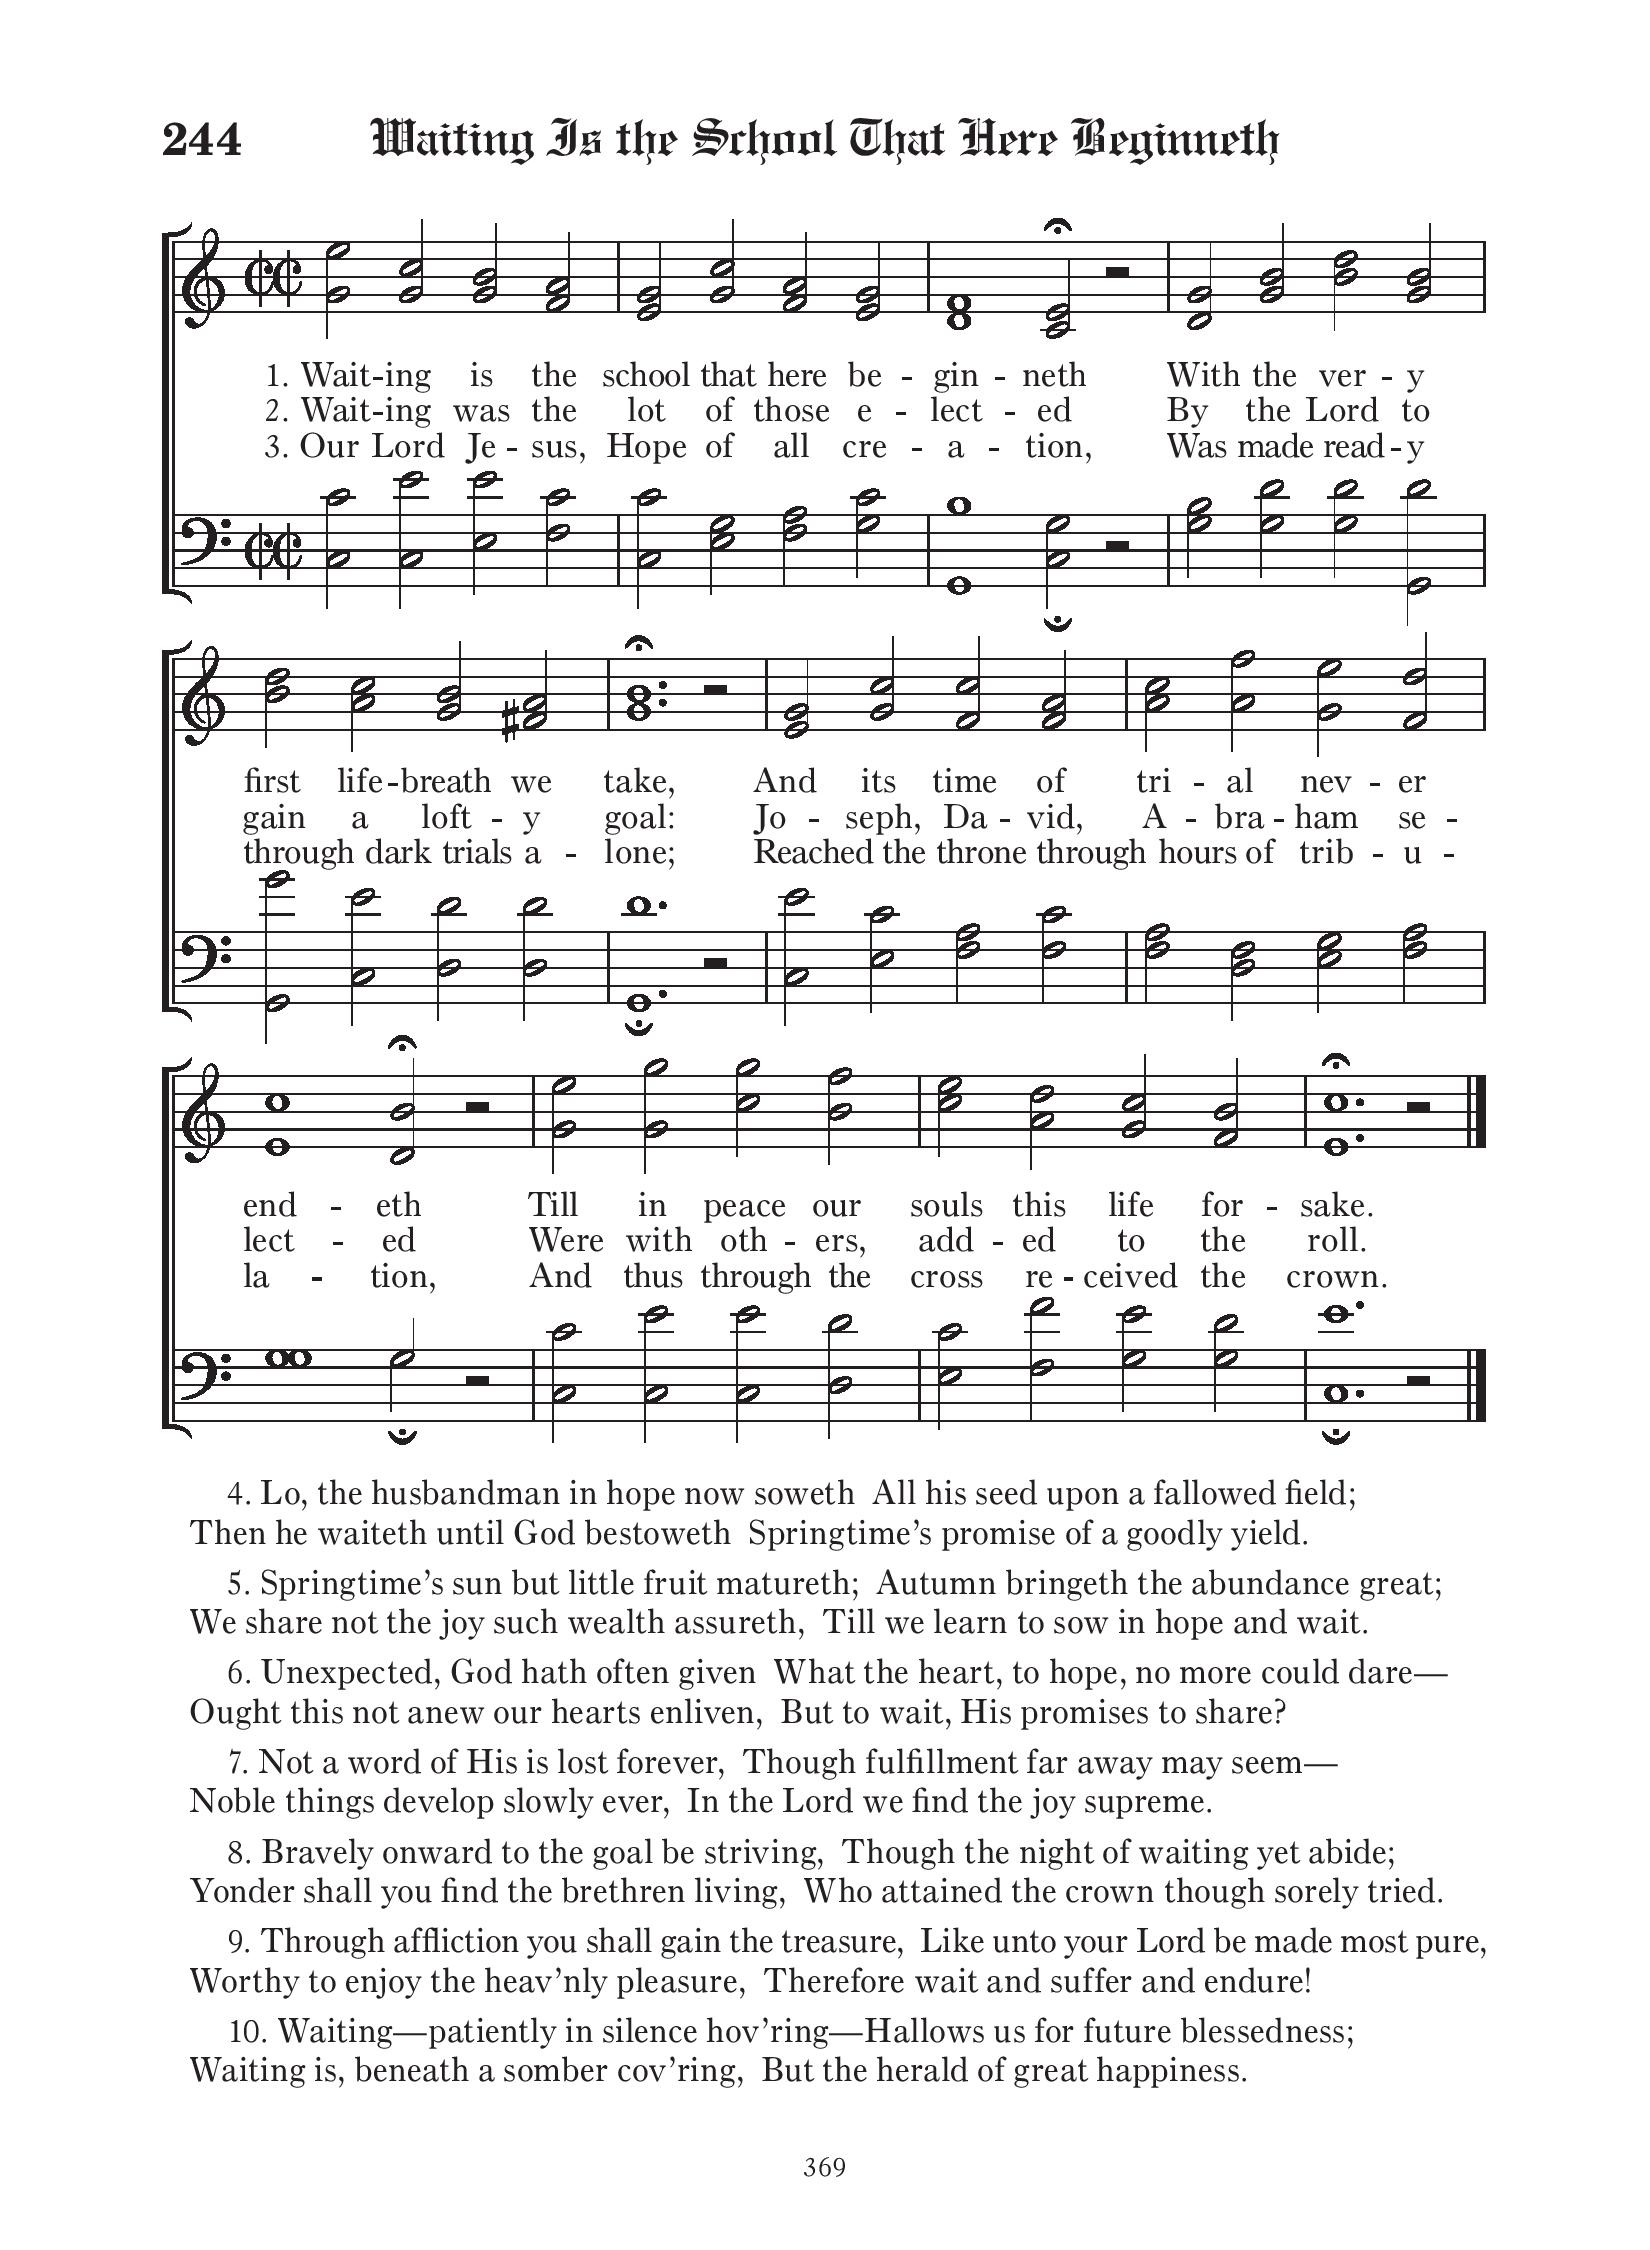 244 Waiting Is the School That Here Beginneth
1. Wait-ing is the school that here be - gin - neth With the ver - y
2. Wait-ing was the lot of those e - lect - ed By the Lord to
3. Our Lord Je - sus, Hope of all cre - a - tion, Was made read-y
first life-breath we take, And its time of tri - al nev - er
gain a loft - y goal: Jo - seph, Da - vid, A - bra - ham se -
through dark trials a - lone; Reached the throne through hours of trib - u -
end - eth Till in peace our souls this life for - sake.
lect - ed Were with oth - ers, add - ed to the roll.
la - tion, And thus through the cross re - ceived the crown.
4. Lo, the husbandman in hope now soweth All his seed upon a fallowed field;
Then he waiteth until God bestoweth Springtime’s promise of a goodly yield.
5. Springtime’s sun but little fruit matureth; Autumn bringeth the abundance great;
We share not the joy such wealth assureth, Till we learn to sow in hope and wait.
6. Unexpected, God hath often given What the heart, to hope, no more could dare—
Ought this not anew our hearts enliven, But to wait, His promises to share?
7. Not a word of His is lost forever, Though fulfillment far away may seem—
Noble things develop slowly ever, In the Lord we find the joy supreme.
8. Bravely onward to the goal be striving, Though the night of waiting yet abide;
Yonder shall you find the brethren living, Who attained the crown though sorely tried.
9. Through affliction you shall gain the treasure, Like unto your Lord be made most pure,
Worthy to enjoy the heav’nly pleasure, Therefore wait and suffer and endure!
10. Waiting—patiently in silence hov’ring—Hallows us for future blessedness;
Waiting is, beneath a somber cov’ring, But the herald of great happiness.
369